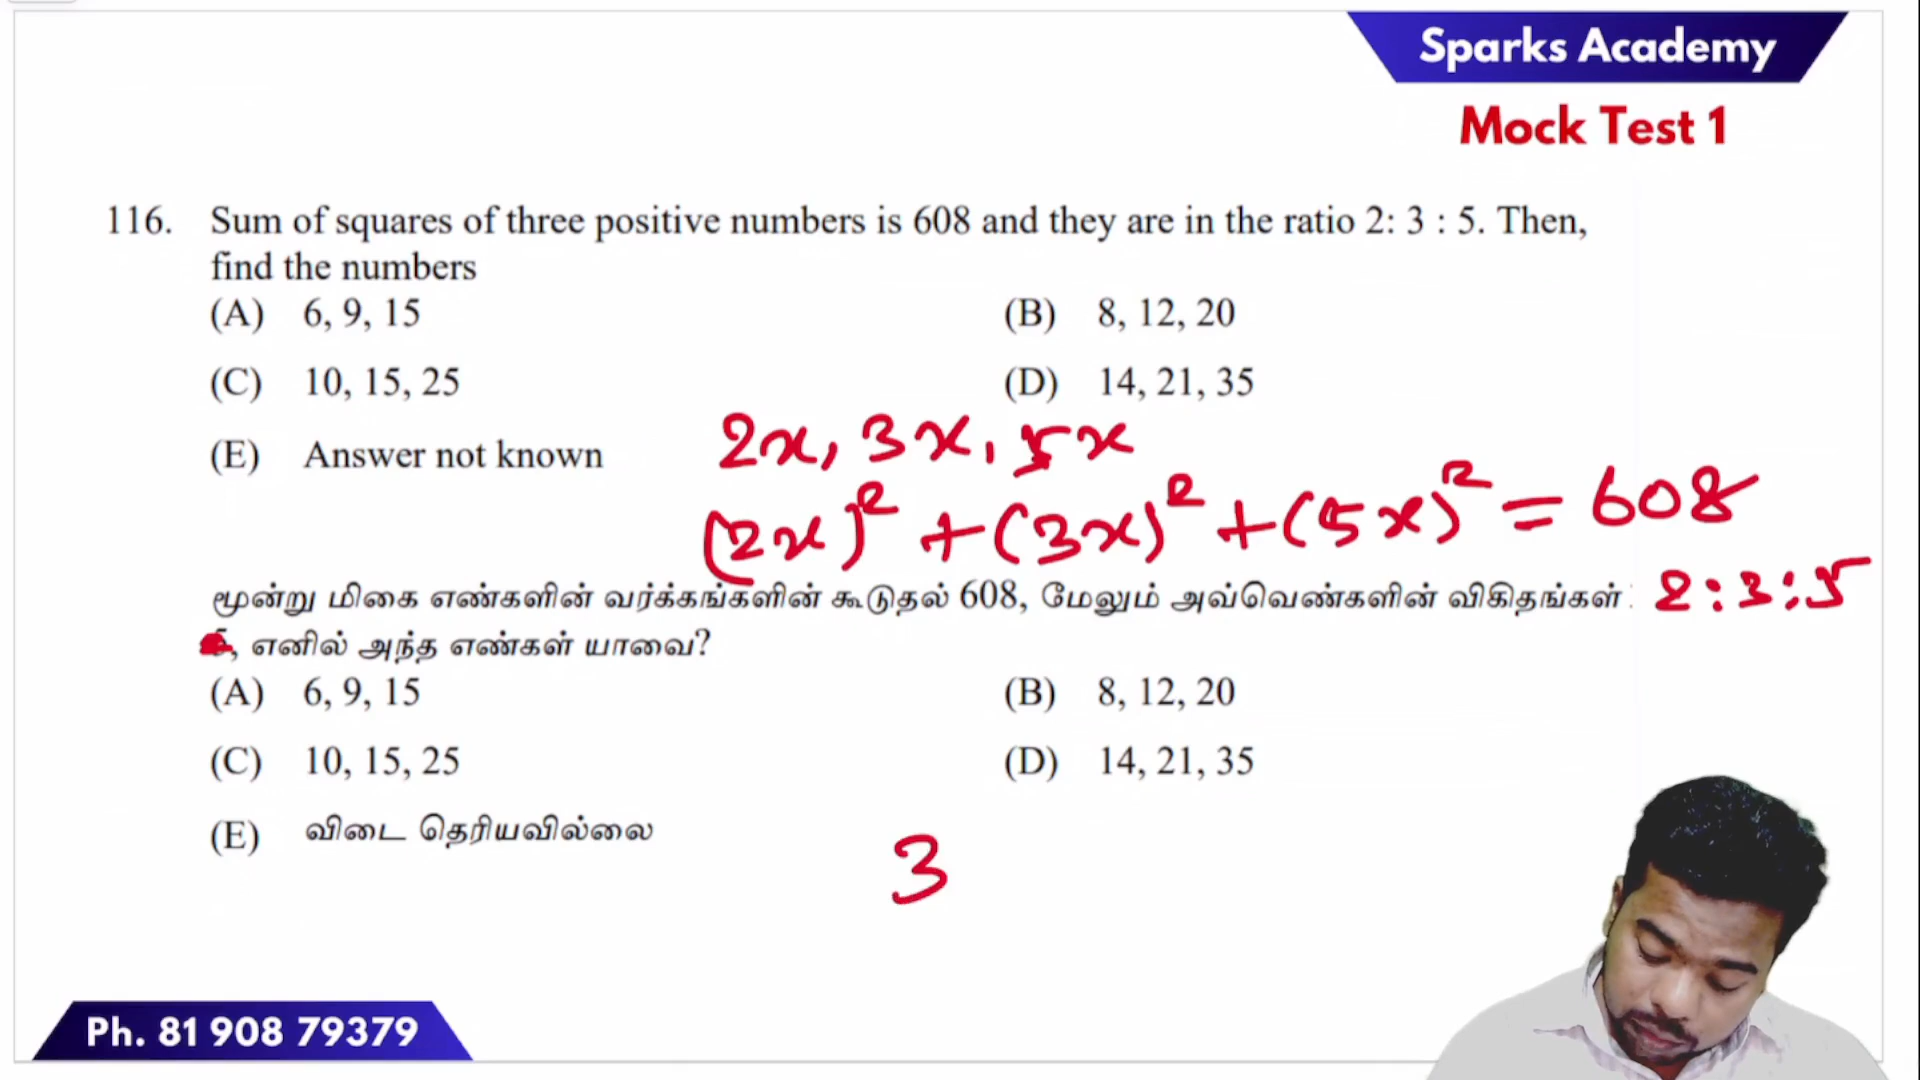 Sparks Academy
Mock Test 1
116. Sum of squares of three positive numbers is 608 and they are in the ratio 2: 3 : 5. Then,
find the numbers
(A) 6, 9, 15 (B) 8, 12, 20
(C) 10, 15, 25 (D) 14, 21, 35
(E) Answer not known
2x, 3x, 5x
(2x)² + (3x)² + (5x)² = 608
மூன்று மிகை எண்களின் வர்க்கங்களின் கூடுதல் 608, மேலும் அவ்வெண்களின் விகிதங்கள் : 2:3:5
, எனில் அந்த எண்கள் யாவை?
(A) 6, 9, 15 (B) 8, 12, 20
(C) 10, 15, 25 (D) 14, 21, 35
(E) விடை தெரியவில்லை
3
Ph. 81 908 79379